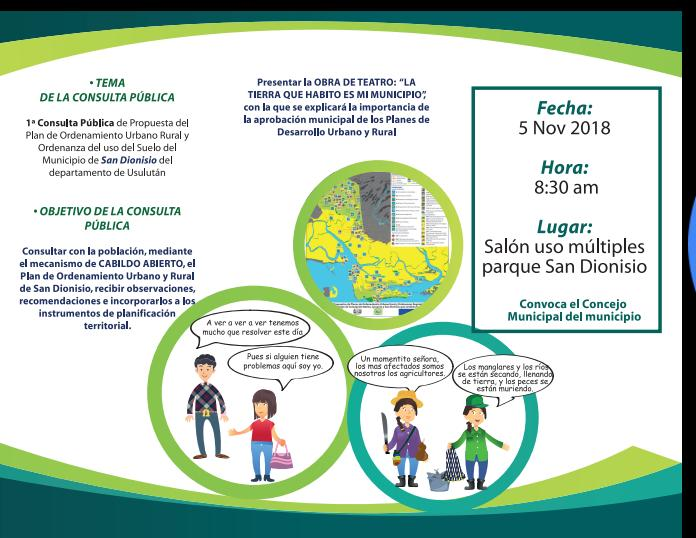 • TEMA
DE LA CONSULTA PÚBLICA
1ª Consulta Pública de Propuesta del
Plan de Ordenamiento Urbano Rural y
Ordenanza del uso del Suelo del
Municipio de San Dionisio del
departamento de Usulután
• OBJETIVO DE LA CONSULTA
PÚBLICA
Consultar con la población, mediante
el mecanismo de CABILDO ABIERTO, el
Plan de Ordenamiento Urbano y Rural
de San Dionisio, recibir observaciones,
recomendaciones e incorporarlos a los
instrumentos de planificación
territorial.
Presentar la OBRA DE TEATRO: “LA
TIERRA QUE HABITO ES MI MUNICIPIO”,
con la que se explicará la importancia de
la aprobación municipal de los Planes de
Desarrollo Urbano y Rural
Fecha:
5 Nov 2018
Hora:
8:30 am
Lugar:
Salón uso múltiples
parque San Dionisio
Convoca el Concejo
Municipal del municipio
A ver a ver a ver tenemos
mucho que resolver este día
Pues si alguien tiene
problemas aquí soy yo.
Un momentito señora,
los mas afectados somos
nosotros los agricultores.
Los manglares y los ríos
se están secando, llenando
de tierra, y los peces se
están muriendo.